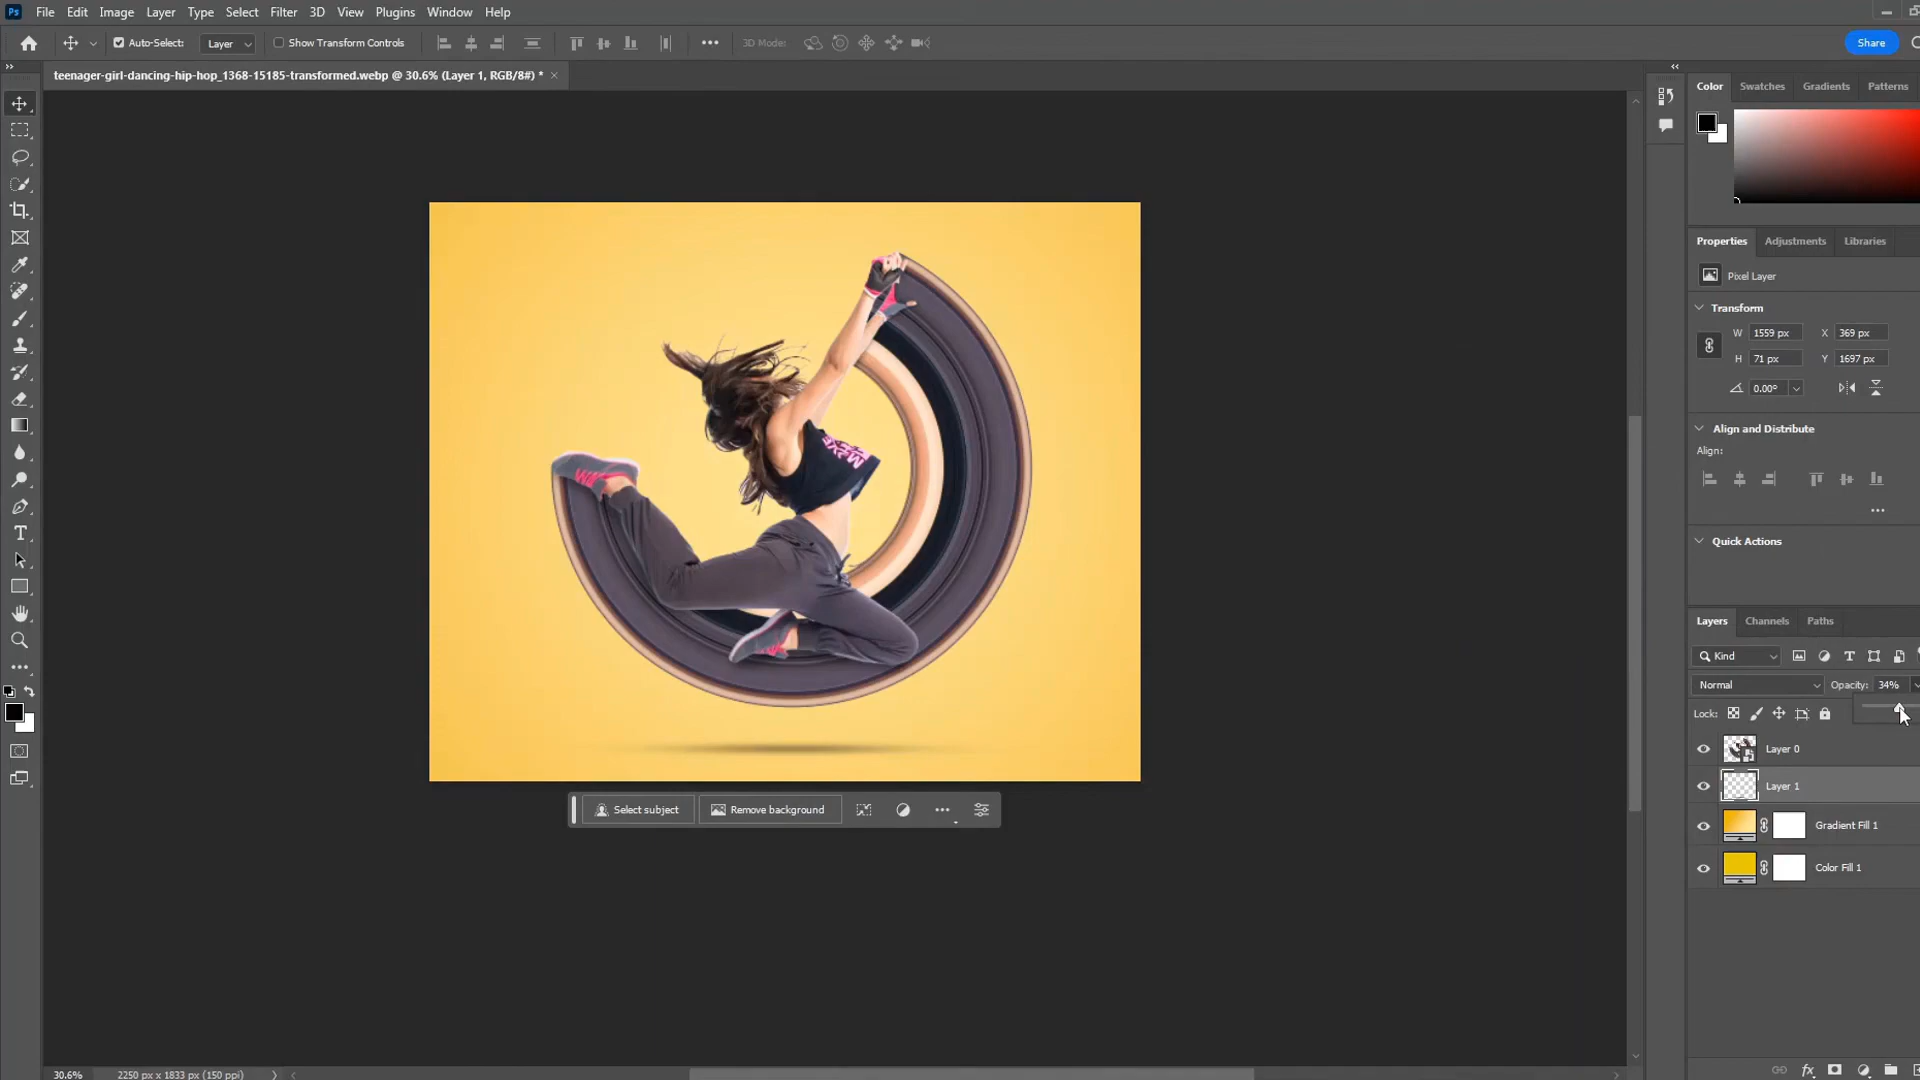 Ps File Edit Image Layer Type Select Filter 3D View Plugins Window Help
Auto-Select: Layer Show Transform Controls 3D Mode: Share
teenager-girl-dancing-hip-hop_1368-15185-transformed.webp @ 30.6% (Layer 1, RGB/8#) *
Color Swatches Gradients Patterns
Properties Adjustments Libraries
Pixel Layer
Transform
W 1559 px X 369 px
H 71 px Y 1697 px
0.00°
Align and Distribute
Align:
Quick Actions
Layers Channels Paths
Kind
Normal Opacity: 34%
Lock:
Layer 0
Layer 1
Gradient Fill 1
Color Fill 1
Select subject Remove background
30.6% 2250 px x 1833 px (150 ppi)